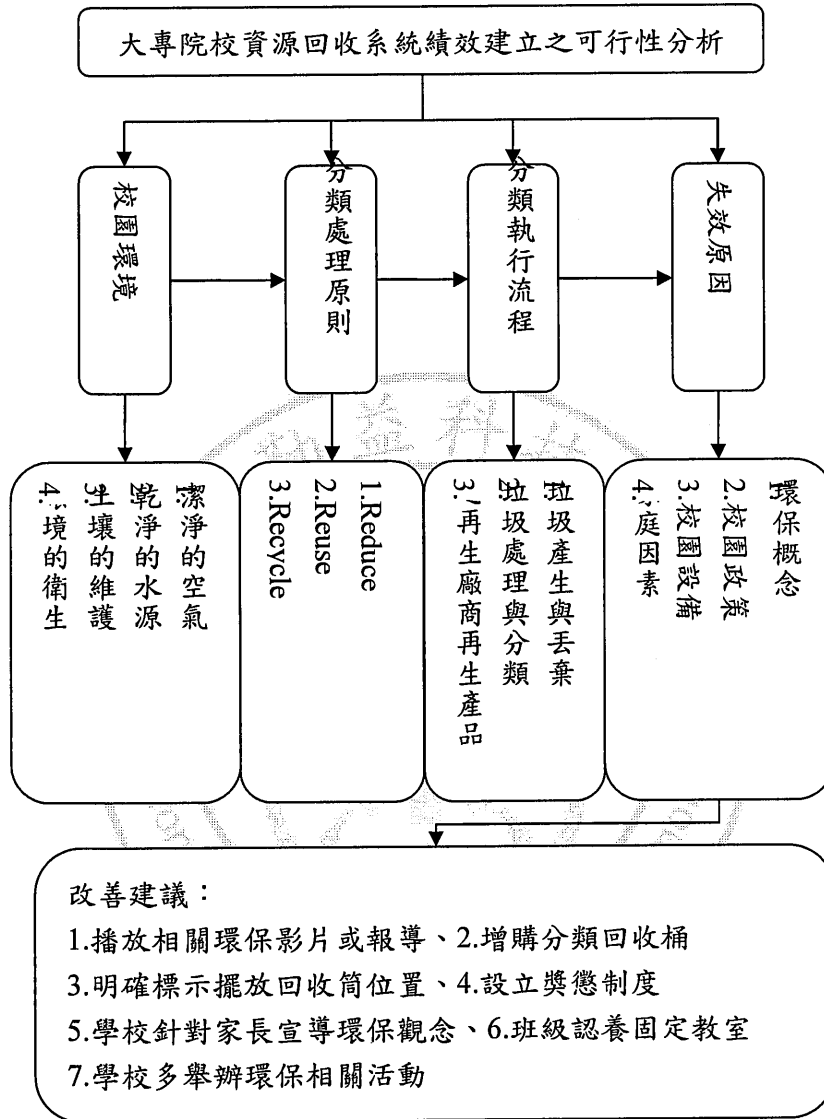 大專院校資源回收系統績效建立之可行性分析
校園環境
分類處理原則
分類執行流程
失效原因
潔淨的空氣
乾淨的水源
3.土壤的維護
4.境的衛生
1.Reduce
2.Reuse
3.Recycle
垃圾產生與丟棄
垃圾處理與分類
3.再生廠商再生產品
環保概念
2.校園政策
3.校園設備
4.庭因素
改善建議：
1.播放相關環保影片或報導、2.增購分類回收桶
3.明確標示擺放回收筒位置、4.設立獎懲制度
5.學校針對家長宣導環保觀念、6.班級認養固定教室
7.學校多舉辦環保相關活動